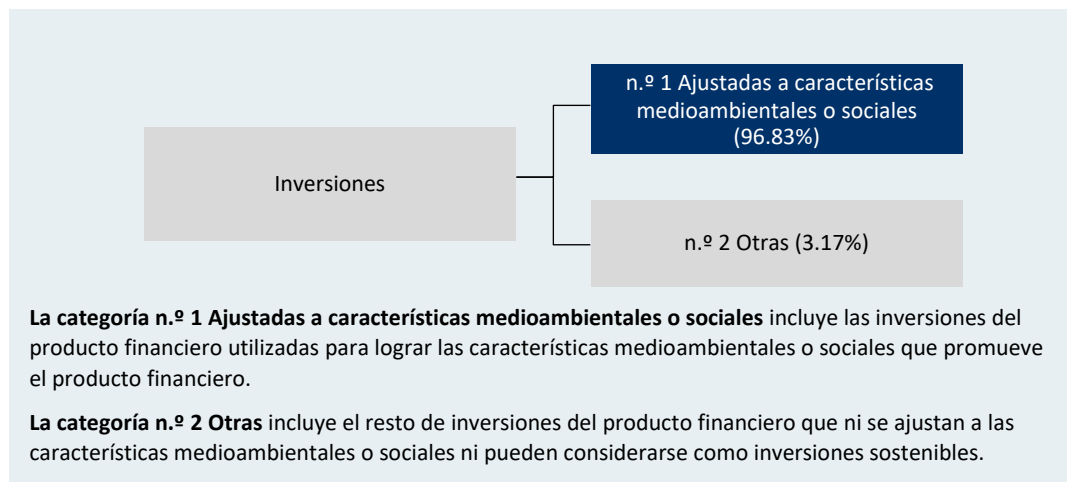 n.º 1 Ajustadas a características
medioambientales o sociales
(96.83%)
Inversiones
n.º 2 Otras (3.17%)
La categoría n.º 1 Ajustadas a características medioambientales o sociales incluye las inversiones del
producto financiero utilizadas para lograr las características medioambientales o sociales que promueve
el producto financiero.
La categoría n.º 2 Otras incluye el resto de inversiones del producto financiero que ni se ajustan a las
características medioambientales o sociales ni pueden considerarse como inversiones sostenibles.